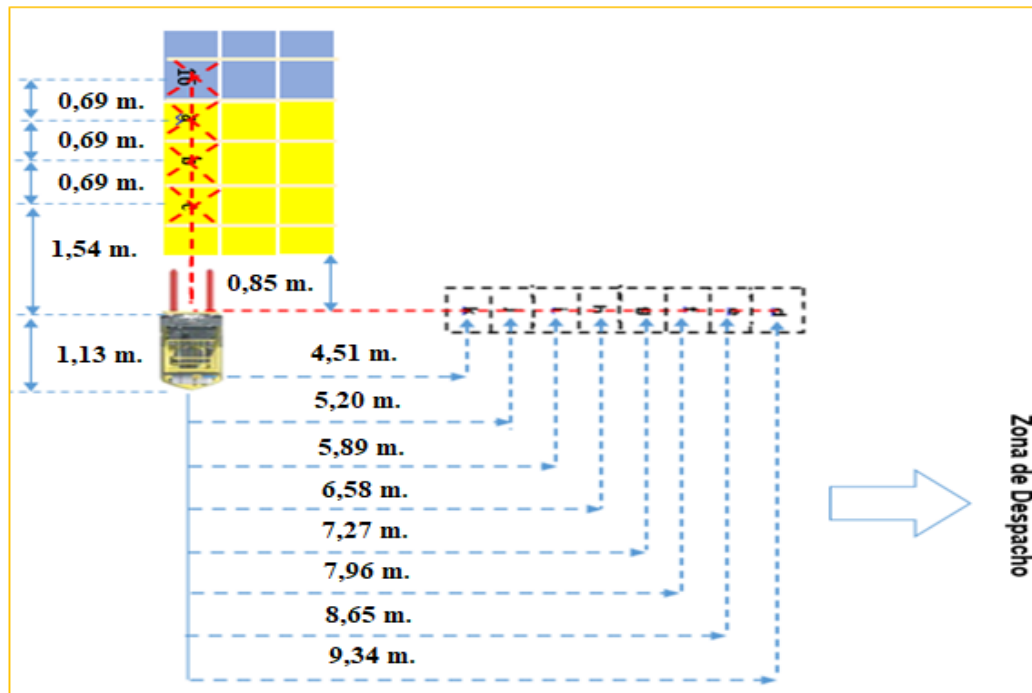 10
0,69 m.
0,69 m.
0,69 m.
1,54 m.
0,85 m.
k j i h g f e d
1,13 m.
4,51 m.
5,20 m.
5,89 m.
6,58 m.
7,27 m.
7,96 m.
8,65 m.
9,34 m.
Zona de Despacho